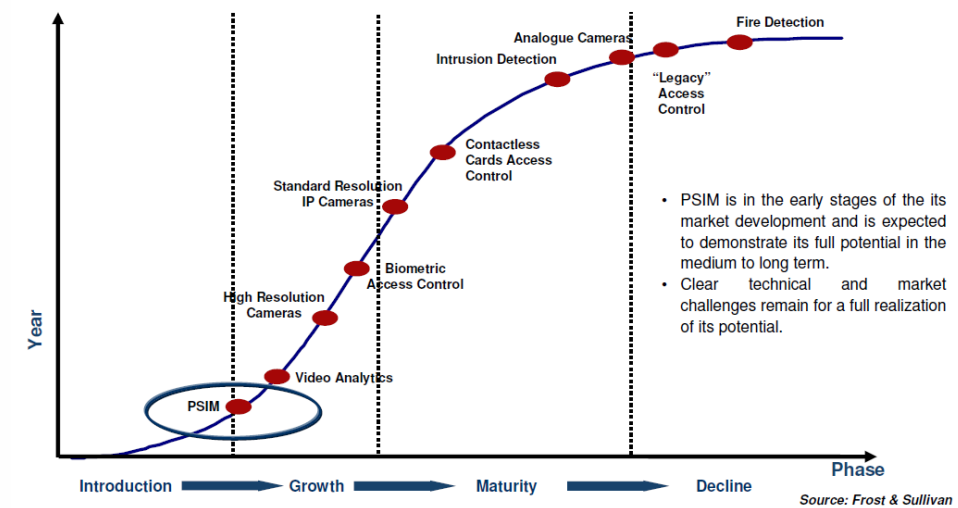 Fire Detection
Analogue Cameras
Intrusion Detection
“Legacy”
Access
Control
Contactless
Cards Access
Control
Standard Resolution
IP Cameras
Biometric
Access Control
High Resolution
Cameras
Video Analytics
PSIM
• PSIM is in the early stages of the its
market development and is expected
to demonstrate its full potential in the
medium to long term.
• Clear technical and market
challenges remain for a full realization
of its potential.
Year
Phase
Introduction Growth Maturity Decline
Source: Frost & Sullivan